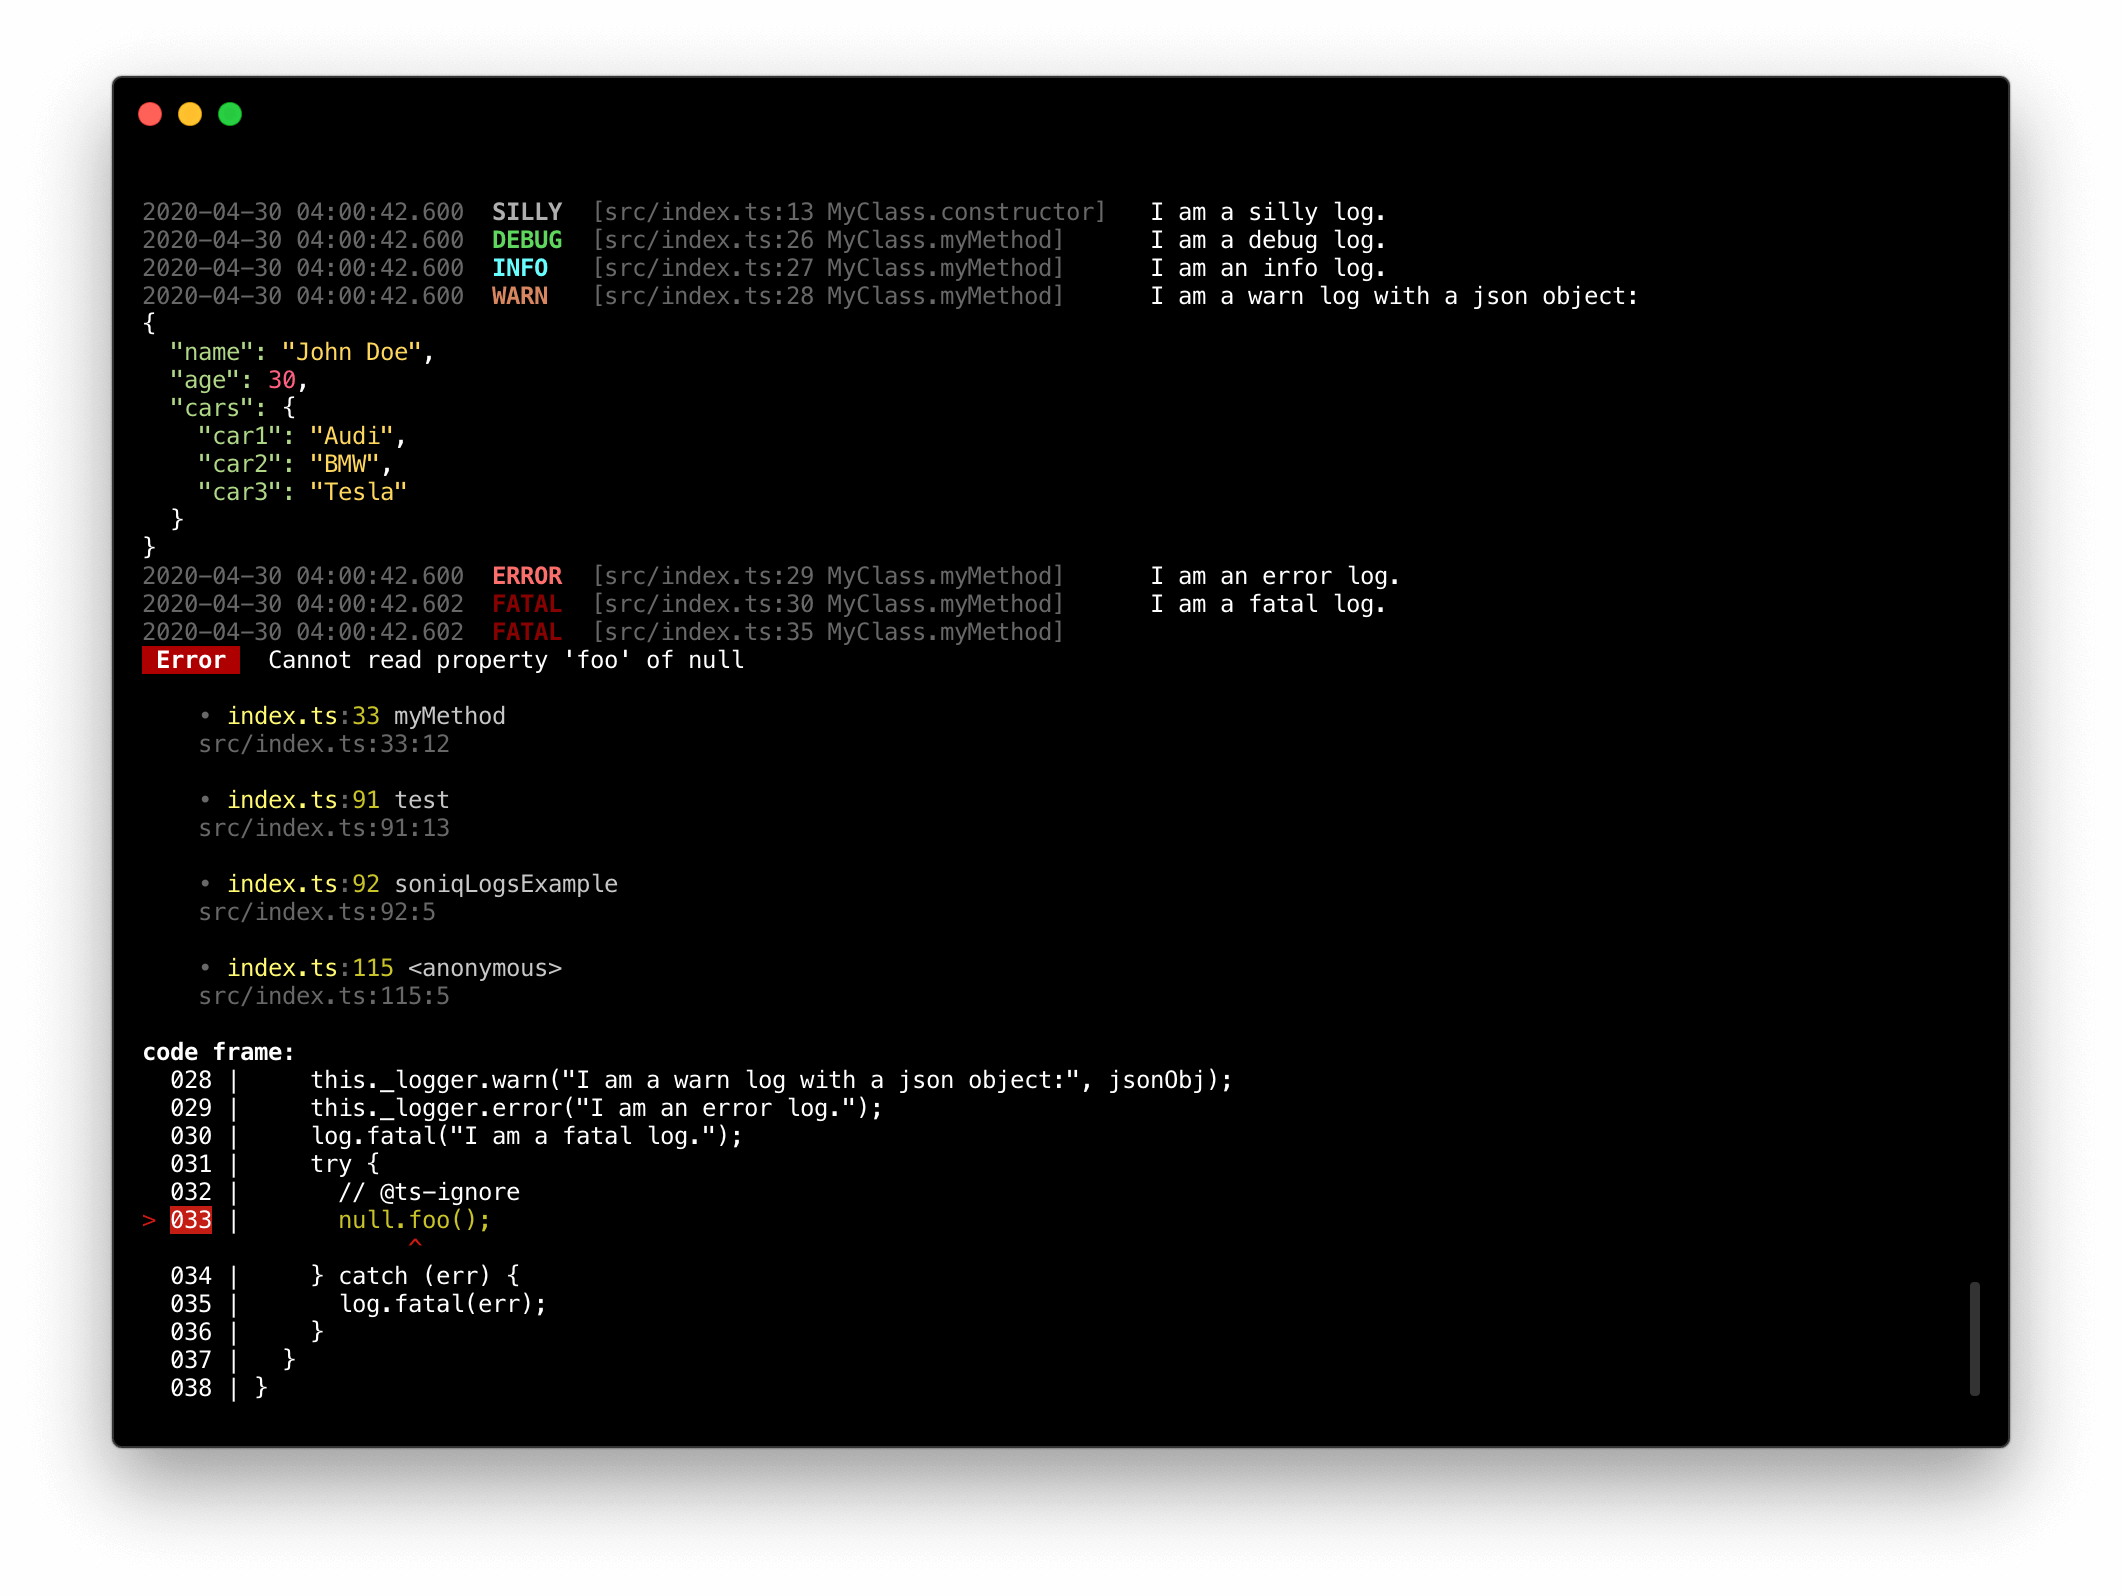 2020-04-30 04:00:42.600  SILLY  [src/index.ts:13 MyClass.constructor]   I am a silly log.
2020-04-30 04:00:42.600  DEBUG  [src/index.ts:26 MyClass.myMethod]      I am a debug log.
2020-04-30 04:00:42.600  INFO   [src/index.ts:27 MyClass.myMethod]      I am an info log.
2020-04-30 04:00:42.600  WARN   [src/index.ts:28 MyClass.myMethod]      I am a warn log with a json object:
{
  "name": "John Doe",
  "age": 30,
  "cars": {
    "car1": "Audi",
    "car2": "BMW",
    "car3": "Tesla"
  }
}
2020-04-30 04:00:42.600  ERROR  [src/index.ts:29 MyClass.myMethod]      I am an error log.
2020-04-30 04:00:42.602  FATAL  [src/index.ts:30 MyClass.myMethod]      I am a fatal log.
2020-04-30 04:00:42.602  FATAL  [src/index.ts:35 MyClass.myMethod]
 Error   Cannot read property 'foo' of null
    • index.ts:33 myMethod
    src/index.ts:33:12
    • index.ts:91 test
    src/index.ts:91:13
    • index.ts:92 soniqLogsExample
    src/index.ts:92:5
    • index.ts:115 <anonymous>
    src/index.ts:115:5
code frame:
  028 |     this._logger.warn("I am a warn log with a json object:", jsonObj);
  029 |     this._logger.error("I am an error log.");
  030 |     log.fatal("I am a fatal log.");
  031 |     try {
  032 |       // @ts-ignore
> 033 |       null.foo();
                   ^
  034 |     } catch (err) {
  035 |       log.fatal(err);
  036 |     }
  037 |   }
  038 | }